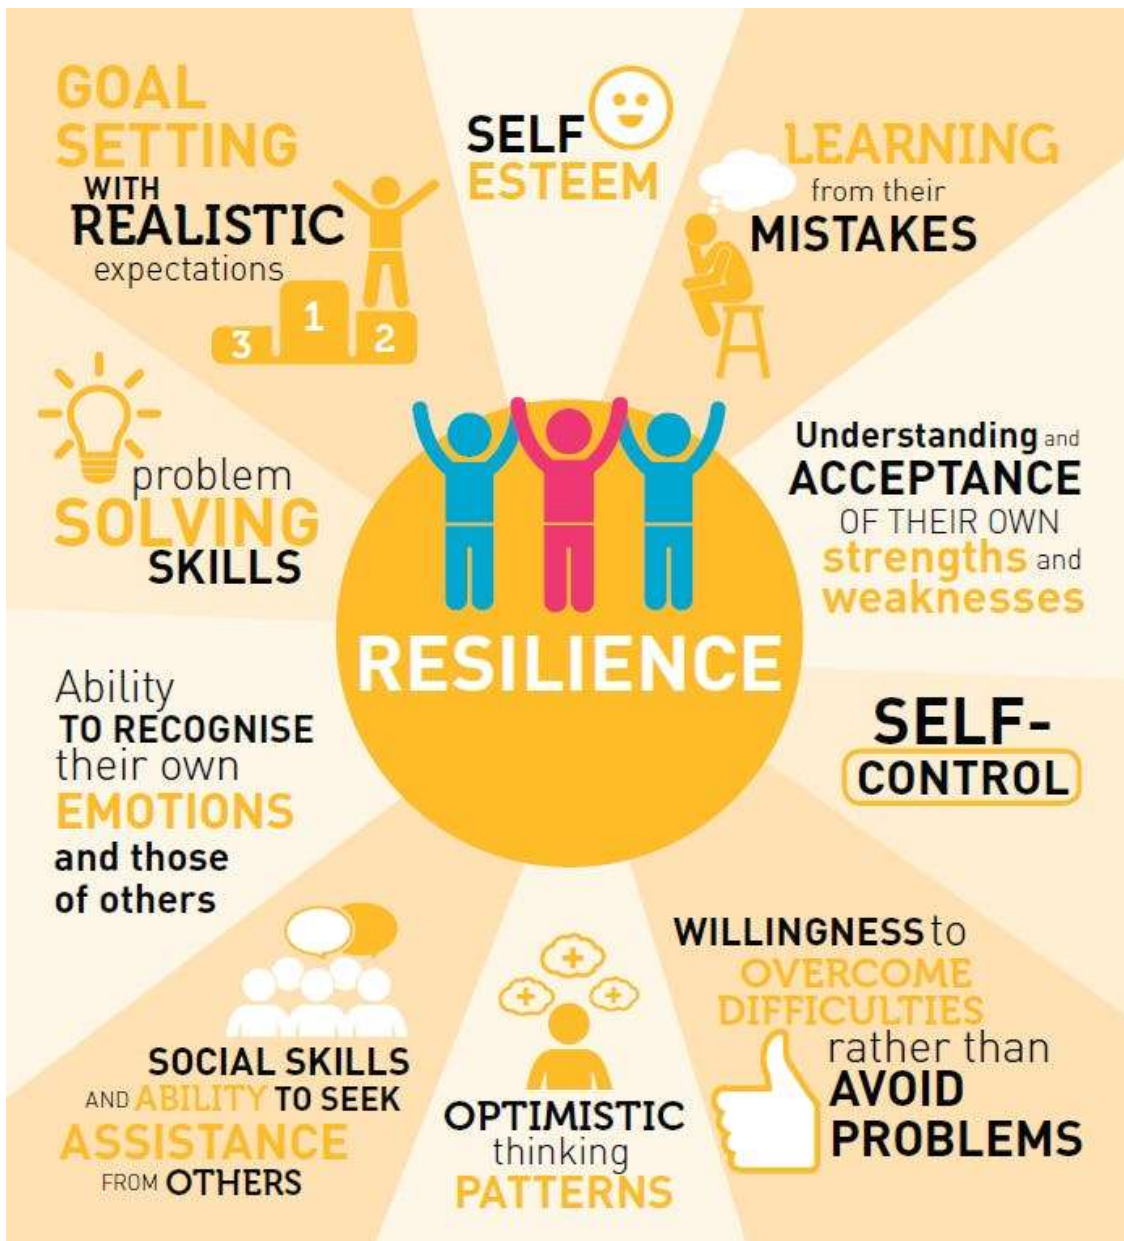 GOAL
SETTING
WITH
REALISTIC
expectations
3
1
2
SELF
ESTEEM
LEARNING
from their
MISTAKES
Understanding and
ACCEPTANCE
OF THEIR OWN
strengths and
weaknesses
SELF-
CONTROL
WILLINGNESS to
OVERCOME
DIFFICULTIES
rather than
AVOID
PROBLEMS
OPTIMISTIC
thinking
PATTERNS
SOCIAL SKILLS
AND ABILITY TO SEEK
ASSISTANCE
FROM OTHERS
Ability
TO RECOGNISE
their own
EMOTIONS
and those
of others
problem
SOLVING
SKILLS
RESILIENCE